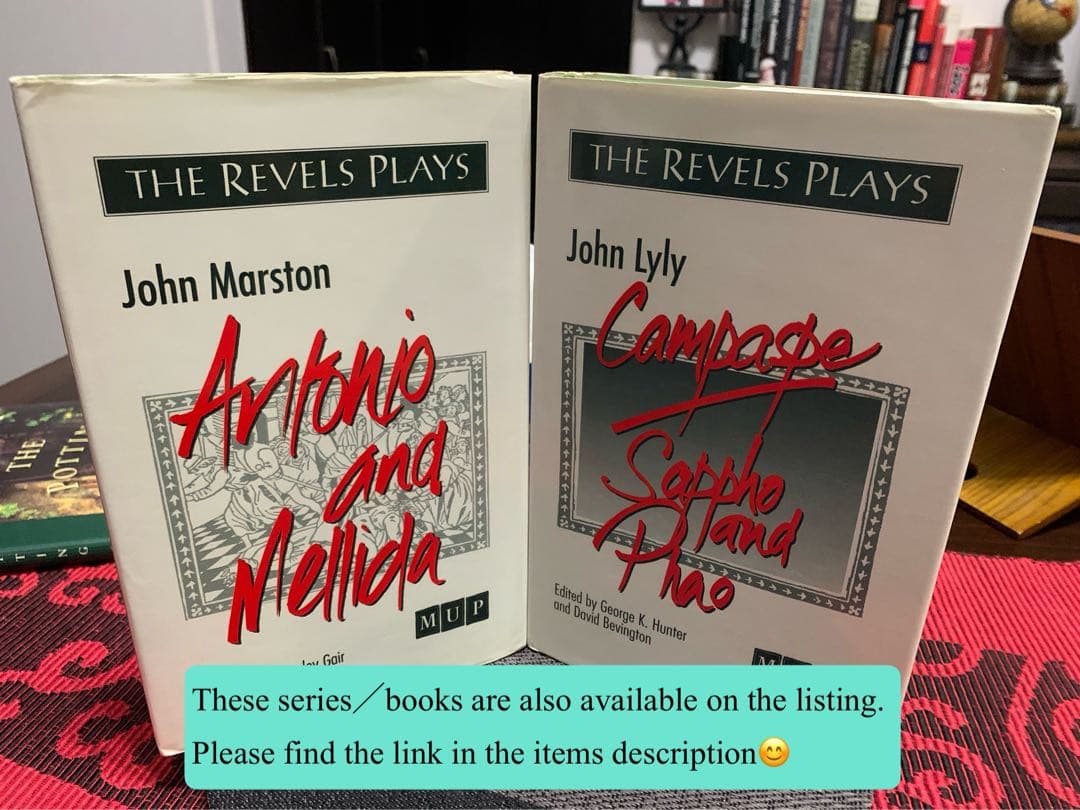 THE REVELS PLAYS
John Marston
Antonio
and
Mellida
MUP
Gair
THE REVELS PLAYS
John Lyly
Campaspe
Sappho
and
Phao
Edited by George K. Hunter
and David Bevington
THE
These series／books are also available on the listing.
Please find the link in the items description😊